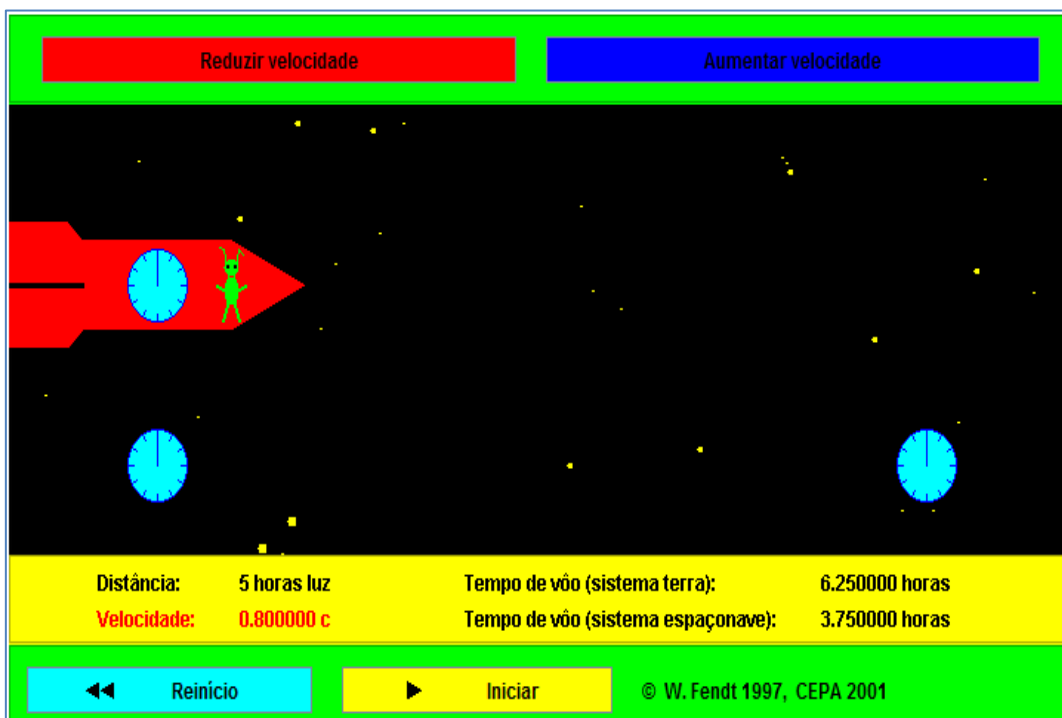 Reduzir velocidade
Aumentar velocidade
Distância: 5 horas luz Tempo de vôo (sistema terra): 6.250000 horas
Velocidade: 0.800000 c Tempo de vôo (sistema espaçonave): 3.750000 horas
Reinício
Iniciar
© W. Fendt 1997, CEPA 2001